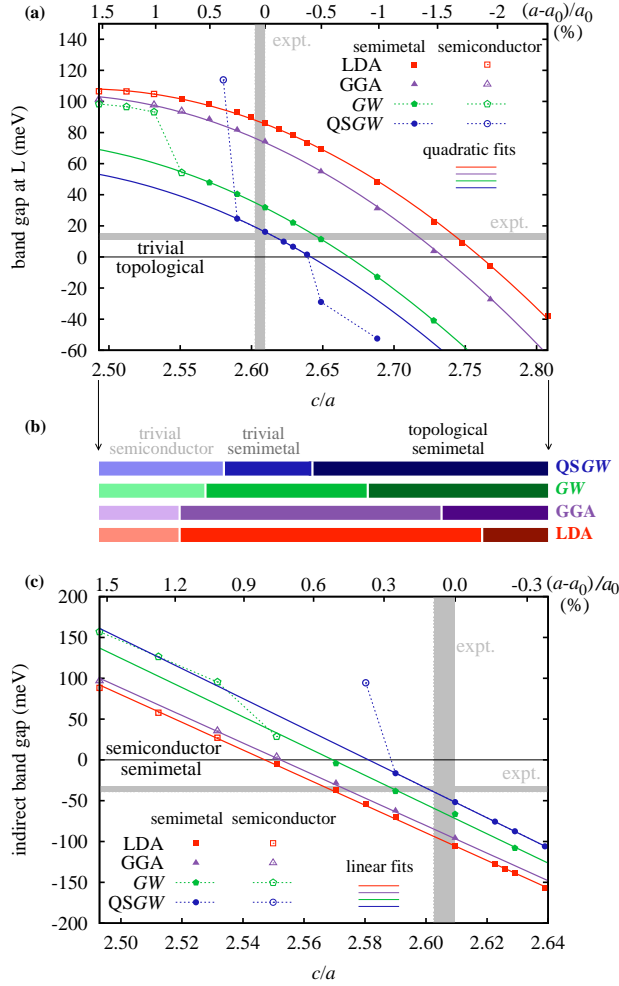 (a)
1.5 1 0.5 0 -0.5 -1 -1.5 -2 (a-a₀)/a₀
(%)
140
120
100
80
60
40
20
0
-20
-40
-60
band gap at L (meV)
expt.
semimetal semiconductor
LDA
GGA
GW
QSGW
quadratic fits
expt.
trivial
topological
2.50 2.55 2.60 2.65 2.70 2.75 2.80
c/a
(b)
trivial semiconductor
trivial semimetal
topological semimetal
QSGW
GW
GGA
LDA
(c)
1.5 1.2 1.0 0.8 0.5 0.3 0.0 -0.3 (a-a₀)/a₀
(%)
200
150
100
50
0
-50
-100
-150
-200
indirect band gap (meV)
expt.
semiconductor
semimetal
expt.
semimetal semiconductor
LDA
GGA
GW
QSGW
linear fits
2.50 2.52 2.54 2.56 2.58 2.60 2.62 2.64
c/a